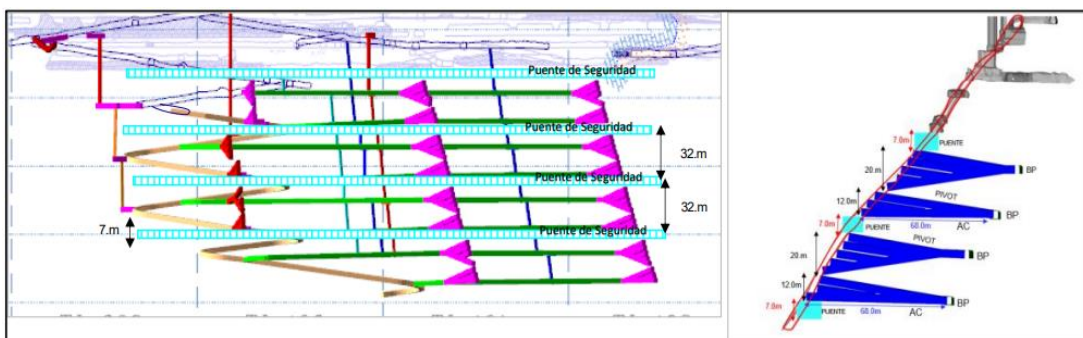 Puente de Seguridad
Puente de Seguridad
32.m
Puente de Seguridad
32.m
7.m
Puente de Seguridad
7.0m
PUENTE
20. m
BP
PIVOT
12.0m
7.0m
BP
60.0m
AC
PUENTE
PIVOT
20. m
BP
12.0m
7.0m
BP
60.0m
AC
PUENTE